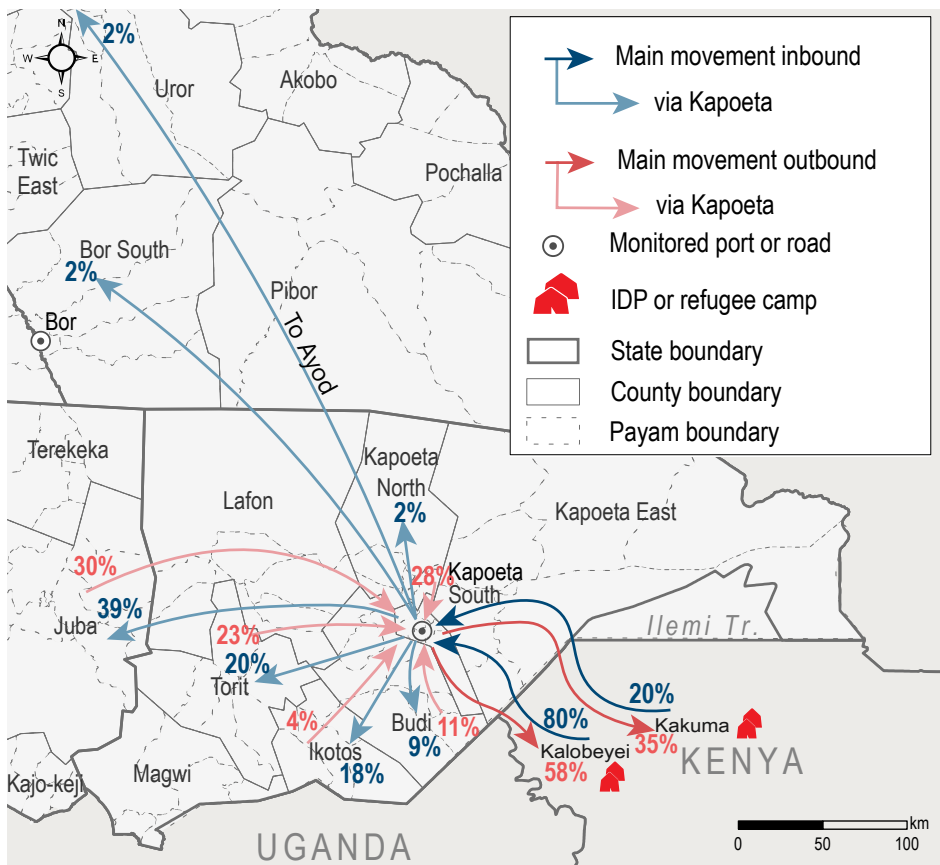 N
W
E
S
2%
Uror
Akobo
Twic
East
Pochalla
Bor South
2%
Pibor
Bor
To Ayod
Main movement inbound
via Kapoeta
Main movement outbound
via Kapoeta
Monitored port or road
IDP or refugee camp
State boundary
County boundary
Payam boundary
Terekeka
Lafon
Kapoeta
North
2%
Kapoeta East
30%
28%
Kapoeta
South
39%
Juba
23%
20%
Torit
Ilemi Tr.
4%
Ikotos
18%
Budi
9%
11%
80%
20%
Kalobeyei
58%
Kakuma
35%
KENYA
Kajo-keji
Magwi
UGANDA
km
0
50
100